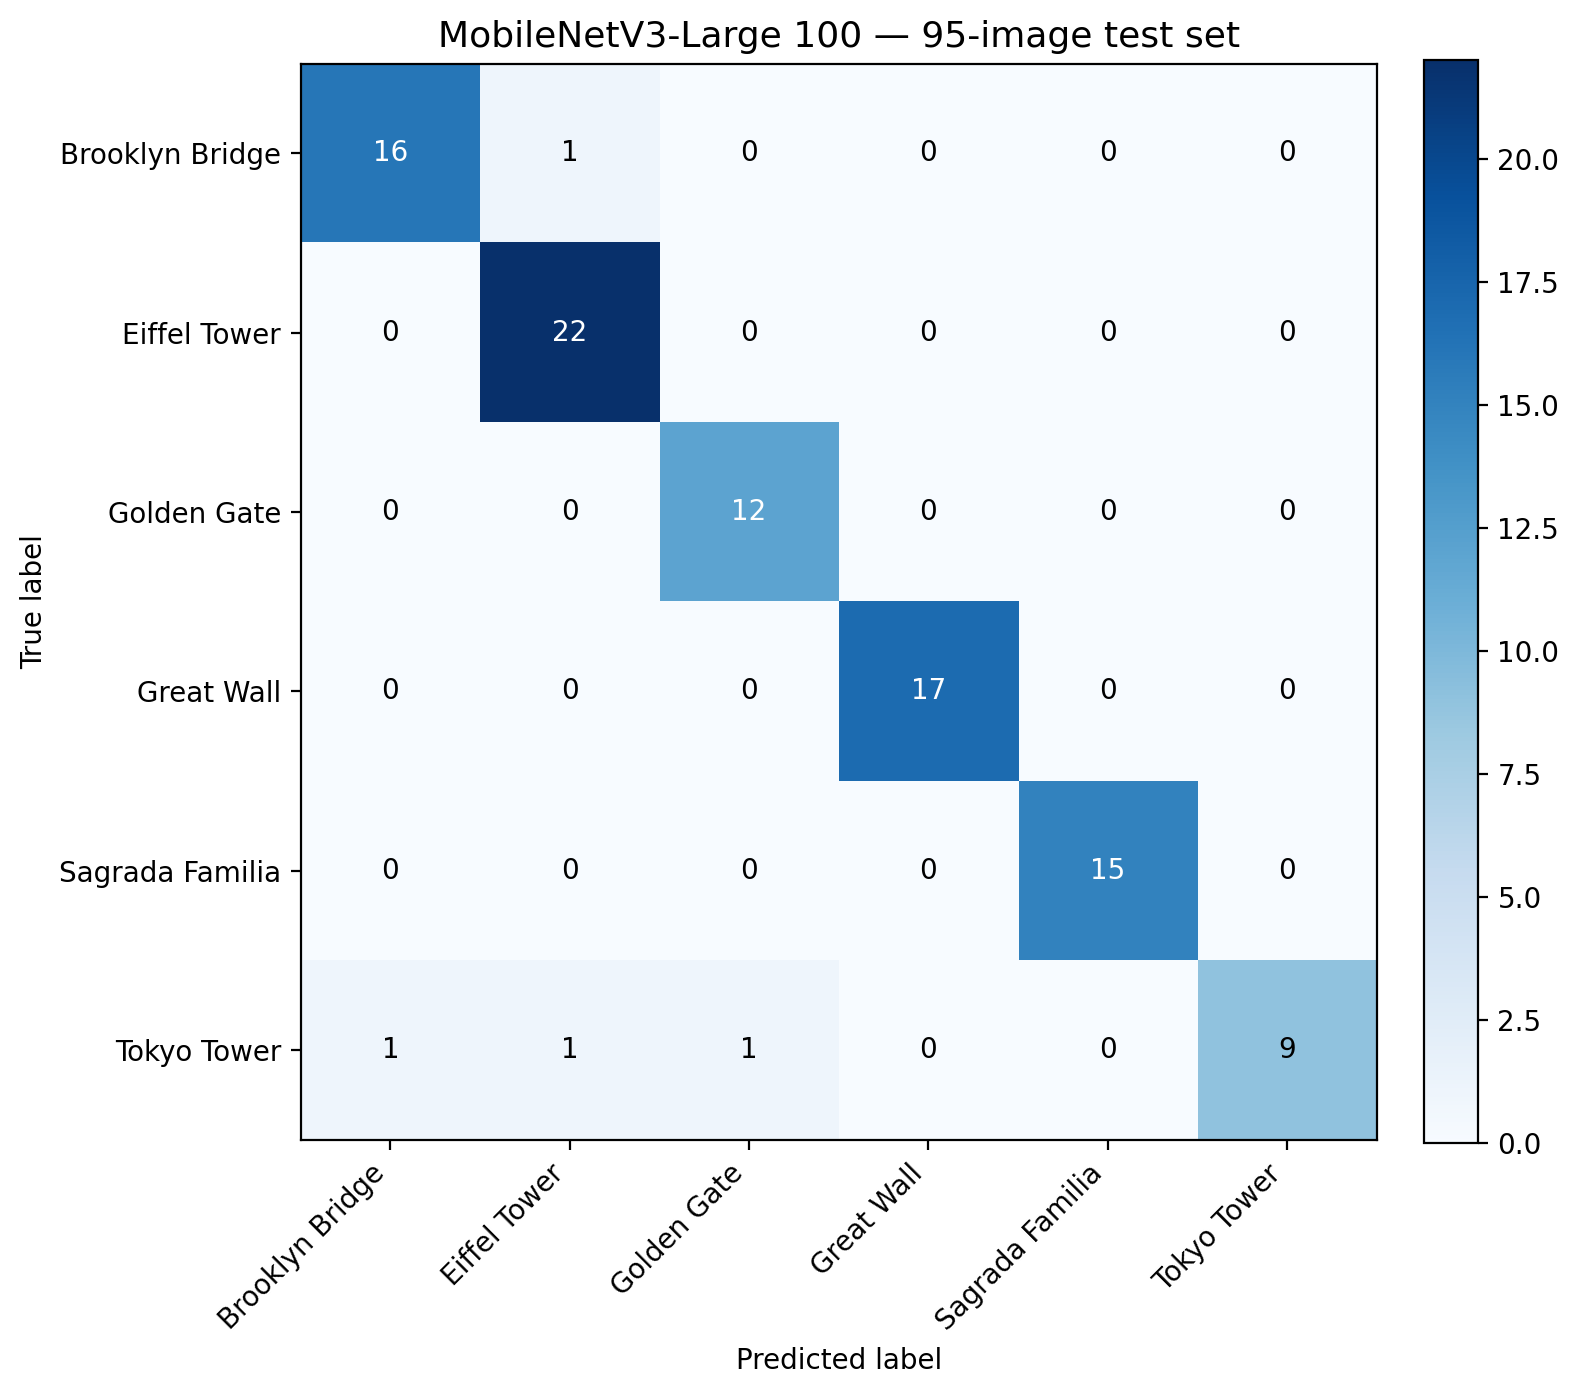 MobileNetV3-Large 100 — 95-image test set
Brooklyn Bridge 16 1 0 0 0 0
Eiffel Tower 0 22 0 0 0 0
Golden Gate 0 0 12 0 0 0
Great Wall 0 0 0 17 0 0
Sagrada Familia 0 0 0 0 15 0
Tokyo Tower 1 1 1 0 0 9
True label
Brooklyn Bridge Eiffel Tower Golden Gate Great Wall Sagrada Familia Tokyo Tower
Predicted label
20.0
17.5
15.0
12.5
10.0
7.5
5.0
2.5
0.0